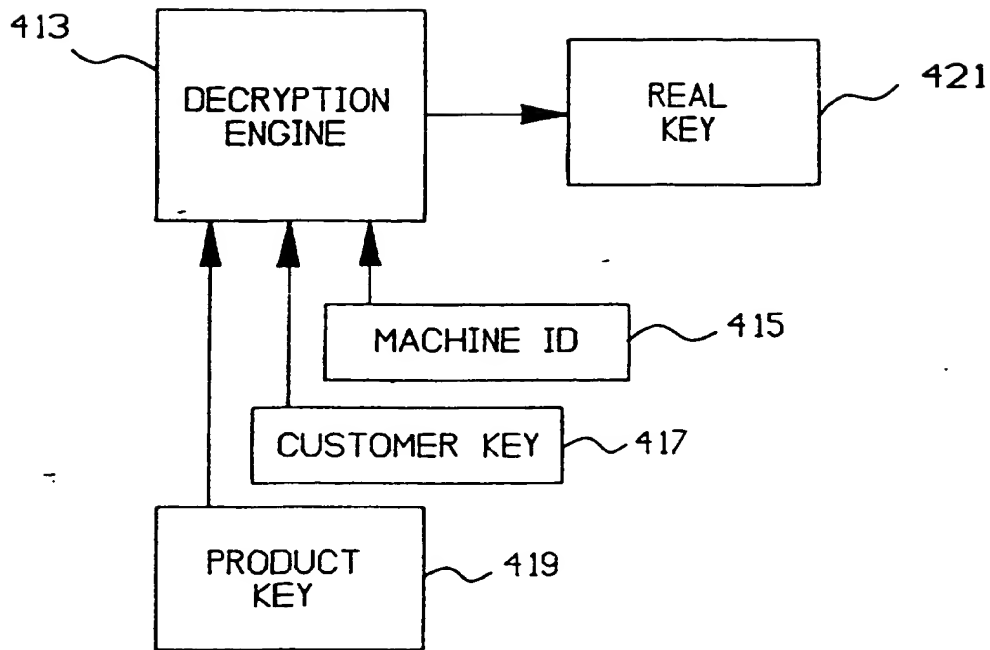 413
DECRYPTION
ENGINE
REAL
KEY
421
MACHINE ID
415
CUSTOMER KEY
417
PRODUCT
KEY
419